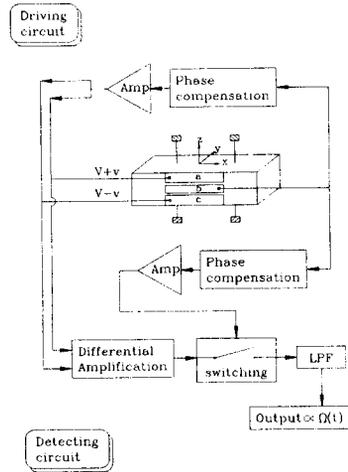 Driving
circuit
Amp
Phase
compensation
z
y
x
V+v
a
b
V−v
c
Amp
Phase
compensation
Differential
Amplification
switching
LPF
Output∝Ω(t)
Detecting
circuit